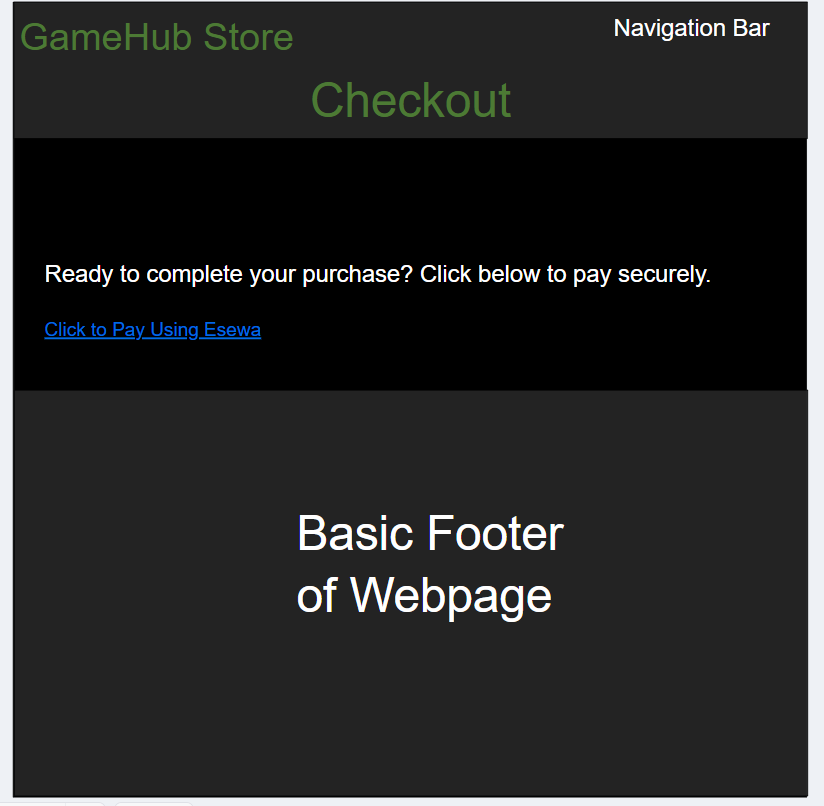 GameHub Store
Navigation Bar
Checkout
Ready to complete your purchase? Click below to pay securely.
Click to Pay Using Esewa
Basic Footer
of Webpage